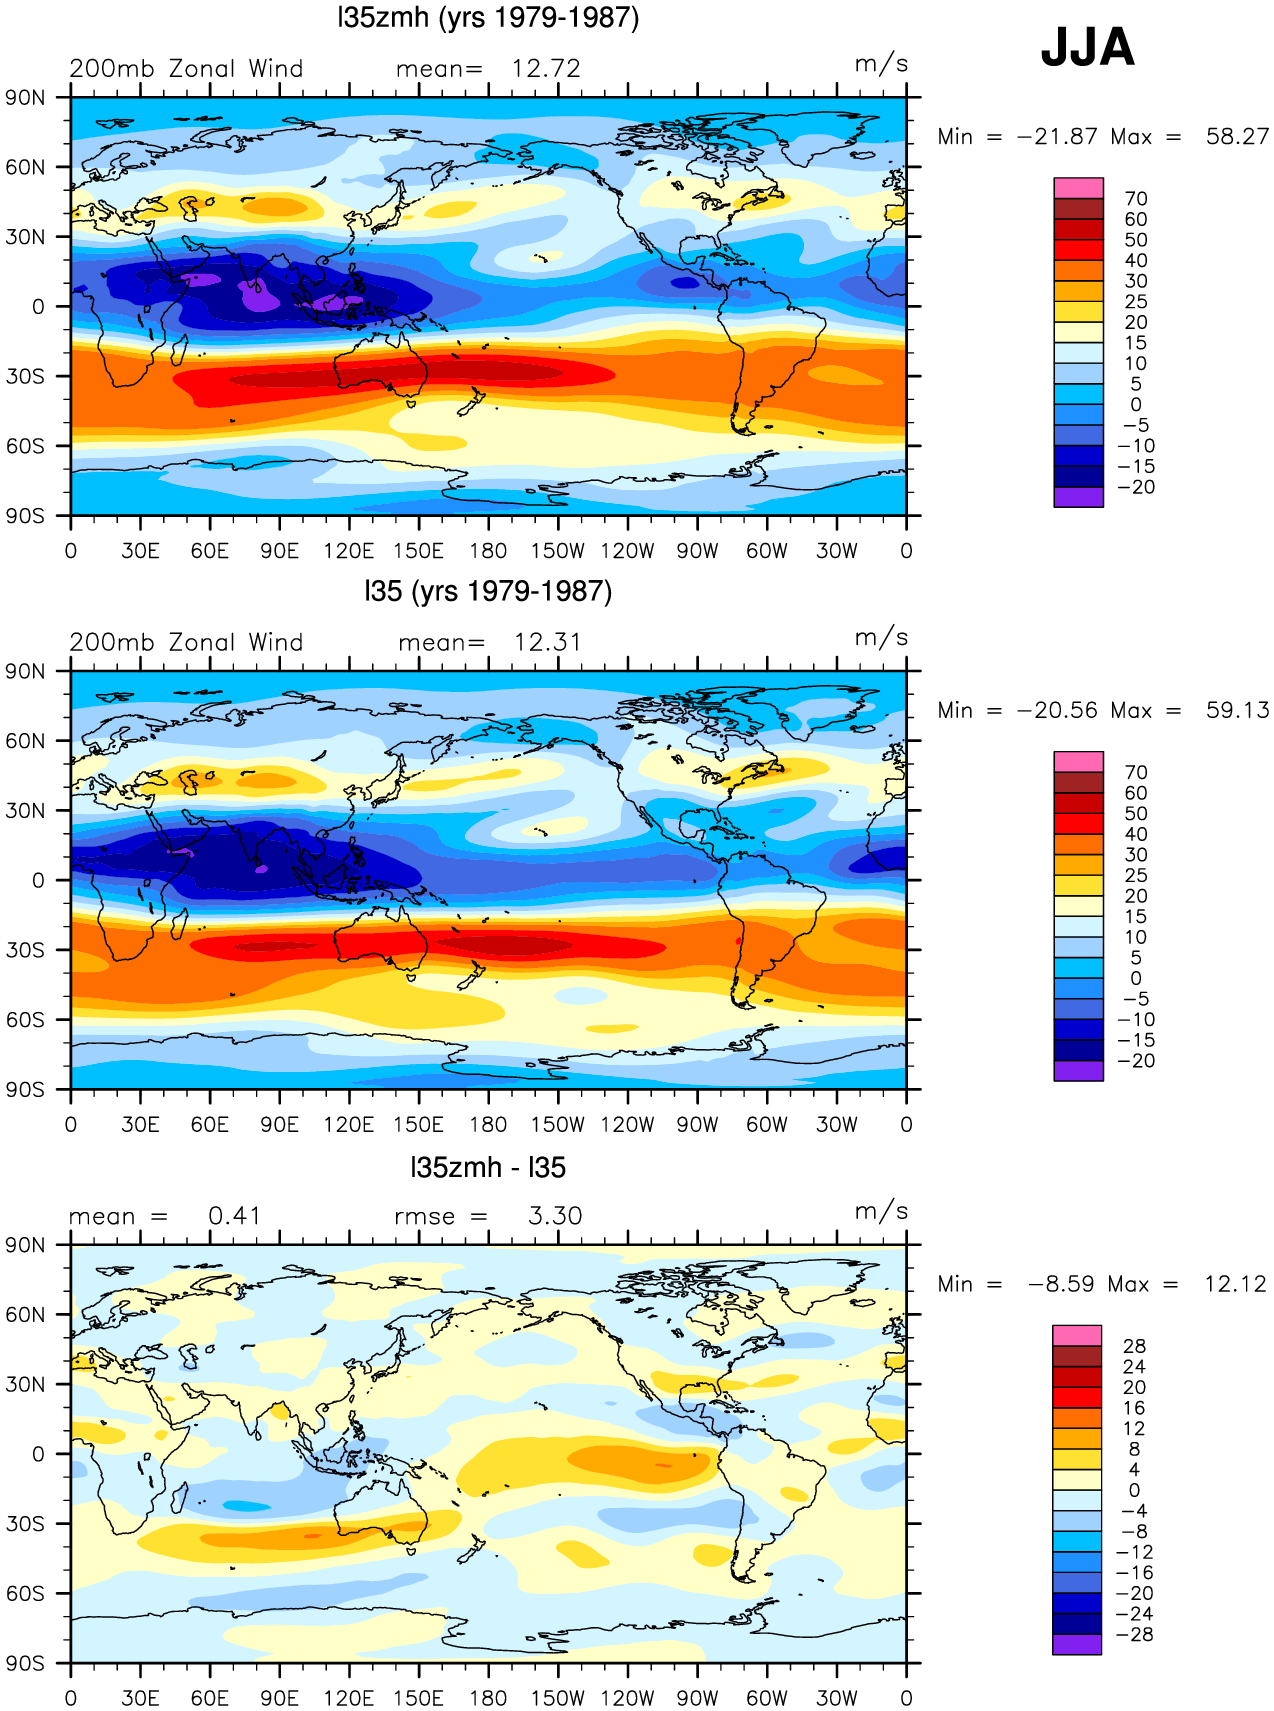 l35zmh (yrs 1979-1987)
JJA
200mb Zonal Wind mean= 12.72 m/s
Min = −21.87 Max = 58.27
90N
60N
30N
0
30S
60S
90S
0 30E 60E 90E 120E 150E 180 150W 120W 90W 60W 30W 0
70
60
50
40
30
25
20
15
10
5
0
−5
−10
−15
−20
l35 (yrs 1979-1987)
200mb Zonal Wind mean= 12.31 m/s
Min = −20.56 Max = 59.13
90N
60N
30N
0
30S
60S
90S
0 30E 60E 90E 120E 150E 180 150W 120W 90W 60W 30W 0
70
60
50
40
30
25
20
15
10
5
0
−5
−10
−15
−20
l35zmh - l35
mean = 0.41 rmse = 3.30 m/s
Min = −8.59 Max = 12.12
90N
60N
30N
0
30S
60S
90S
0 30E 60E 90E 120E 150E 180 150W 120W 90W 60W 30W 0
28
24
20
16
12
8
4
0
−4
−8
−12
−16
−20
−24
−28